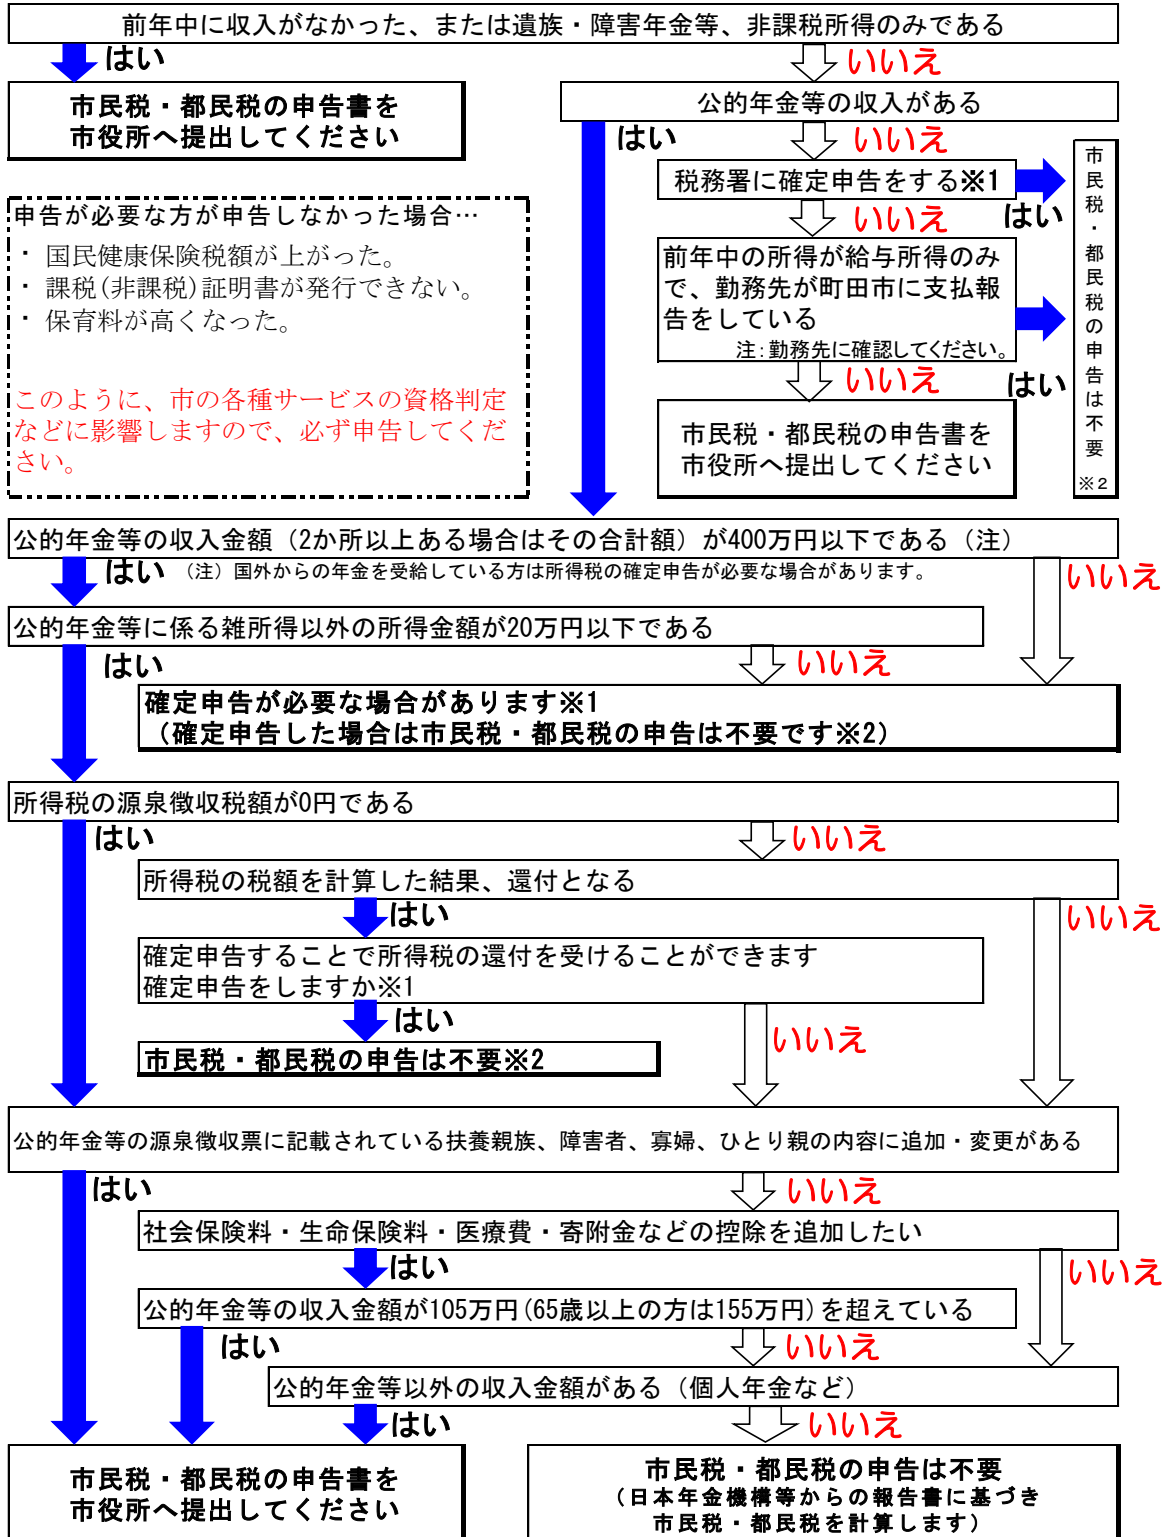 前年中に収入がなかった、または遺族・障害年金等、非課税所得のみである
はい
いいえ
市民税・都民税の申告書を
市役所へ提出してください
公的年金等の収入がある
はい
いいえ
税務署に確定申告をする※1
はい
いいえ
市民税・都民税の申告は不要
※2
申告が必要な方が申告しなかった場合…
・ 国民健康保険税額が上がった。
・ 課税(非課税)証明書が発行できない。
・ 保育料が高くなった。
このように、市の各種サービスの資格判定
などに影響しますので、必ず申告してくだ
さい。
前年中の所得が給与所得のみ
で、勤務先が町田市に支払報
告をしている
注:勤務先に確認してください。
いいえ
はい
市民税・都民税の申告書を
市役所へ提出してください
公的年金等の収入金額（2か所以上ある場合はその合計額）が400万円以下である（注）
はい
（注）国外からの年金を受給している方は所得税の確定申告が必要な場合があります。
いいえ
公的年金等に係る雑所得以外の所得金額が20万円以下である
はい
いいえ
確定申告が必要な場合があります※1
（確定申告した場合は市民税・都民税の申告は不要です※2）
所得税の源泉徴収税額が0円である
はい
いいえ
所得税の税額を計算した結果、還付となる
はい
いいえ
確定申告することで所得税の還付を受けることができます
確定申告をしますか※1
はい
いいえ
市民税・都民税の申告は不要※2
公的年金等の源泉徴収票に記載されている扶養親族、障害者、寡婦、ひとり親の内容に追加・変更がある
はい
いいえ
社会保険料・生命保険料・医療費・寄附金などの控除を追加したい
はい
いいえ
公的年金等の収入金額が105万円(65歳以上の方は155万円)を超えている
はい
いいえ
公的年金等以外の収入金額がある（個人年金など）
はい
いいえ
市民税・都民税の申告書を
市役所へ提出してください
市民税・都民税の申告は不要
（日本年金機構等からの報告書に基づき
市民税・都民税を計算します）